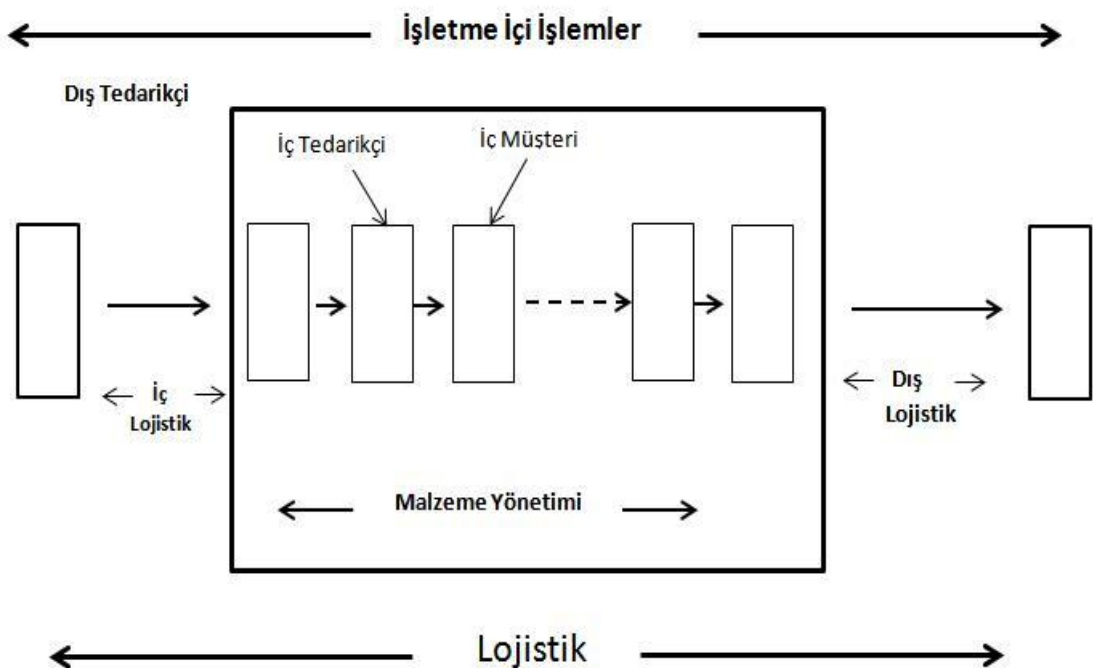 İşletme İçi İşlemler
Dış Tedarikçi
İç Tedarikçi
İç Müşteri
İç
Lojistik
Dış
Lojistik
Malzeme Yönetimi
Lojistik